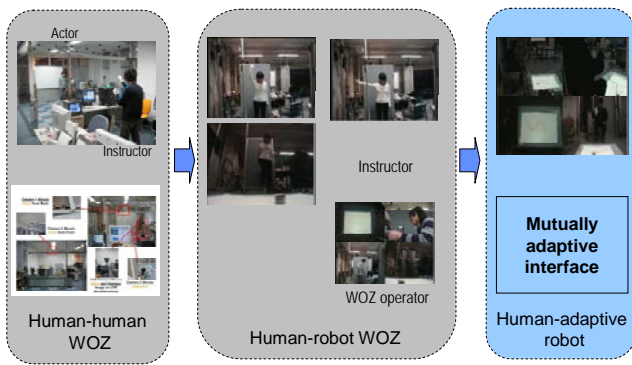 Actor
Instructor
Human-human
WOZ
Instructor
WOZ operator
Human-robot WOZ
Mutually
adaptive
interface
Human-adaptive
robot